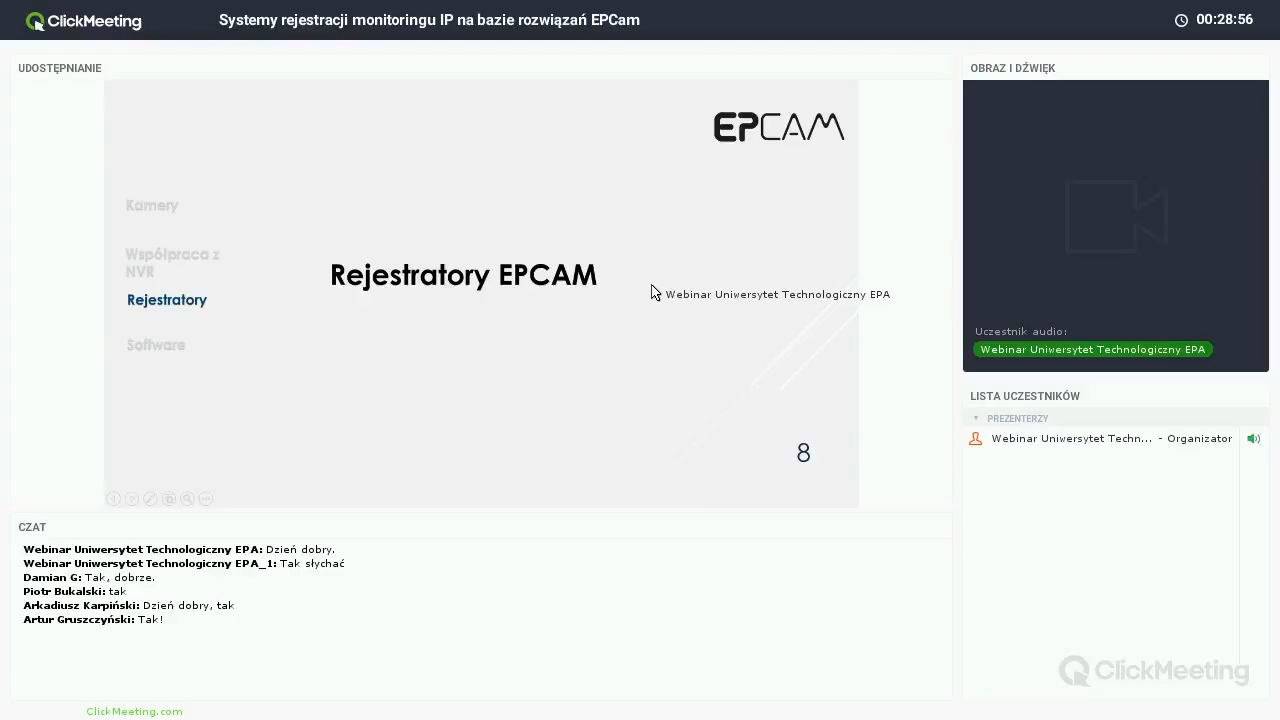 ClickMeeting
Systemy rejestracji monitoringu IP na bazie rozwiązań EPCam
00:28:56
UDOSTĘPNIANIE
EPCAM
Kamery
Współpraca z
NVR
Rejestratory
Software
Rejestratory EPCAM
Webinar Uniwersytet Technologiczny EPA
8
OBRAZ I DŹWIĘK
Uczestnik audio:
Webinar Uniwersytet Technologiczny EPA
LISTA UCZESTNIKÓW
PREZENTERZY
Webinar Uniwersytet Techn... - Organizator
CZAT
Webinar Uniwersytet Technologiczny EPA: Dzień dobry.
Webinar Uniwersytet Technologiczny EPA_1: Tak słychać
Damian G: Tak, dobrze.
Piotr Bukalski: tak
Arkadiusz Karpiński: Dzień dobry, tak
Artur Gruszczyński: Tak!
ClickMeeting
ClickMeeting.com